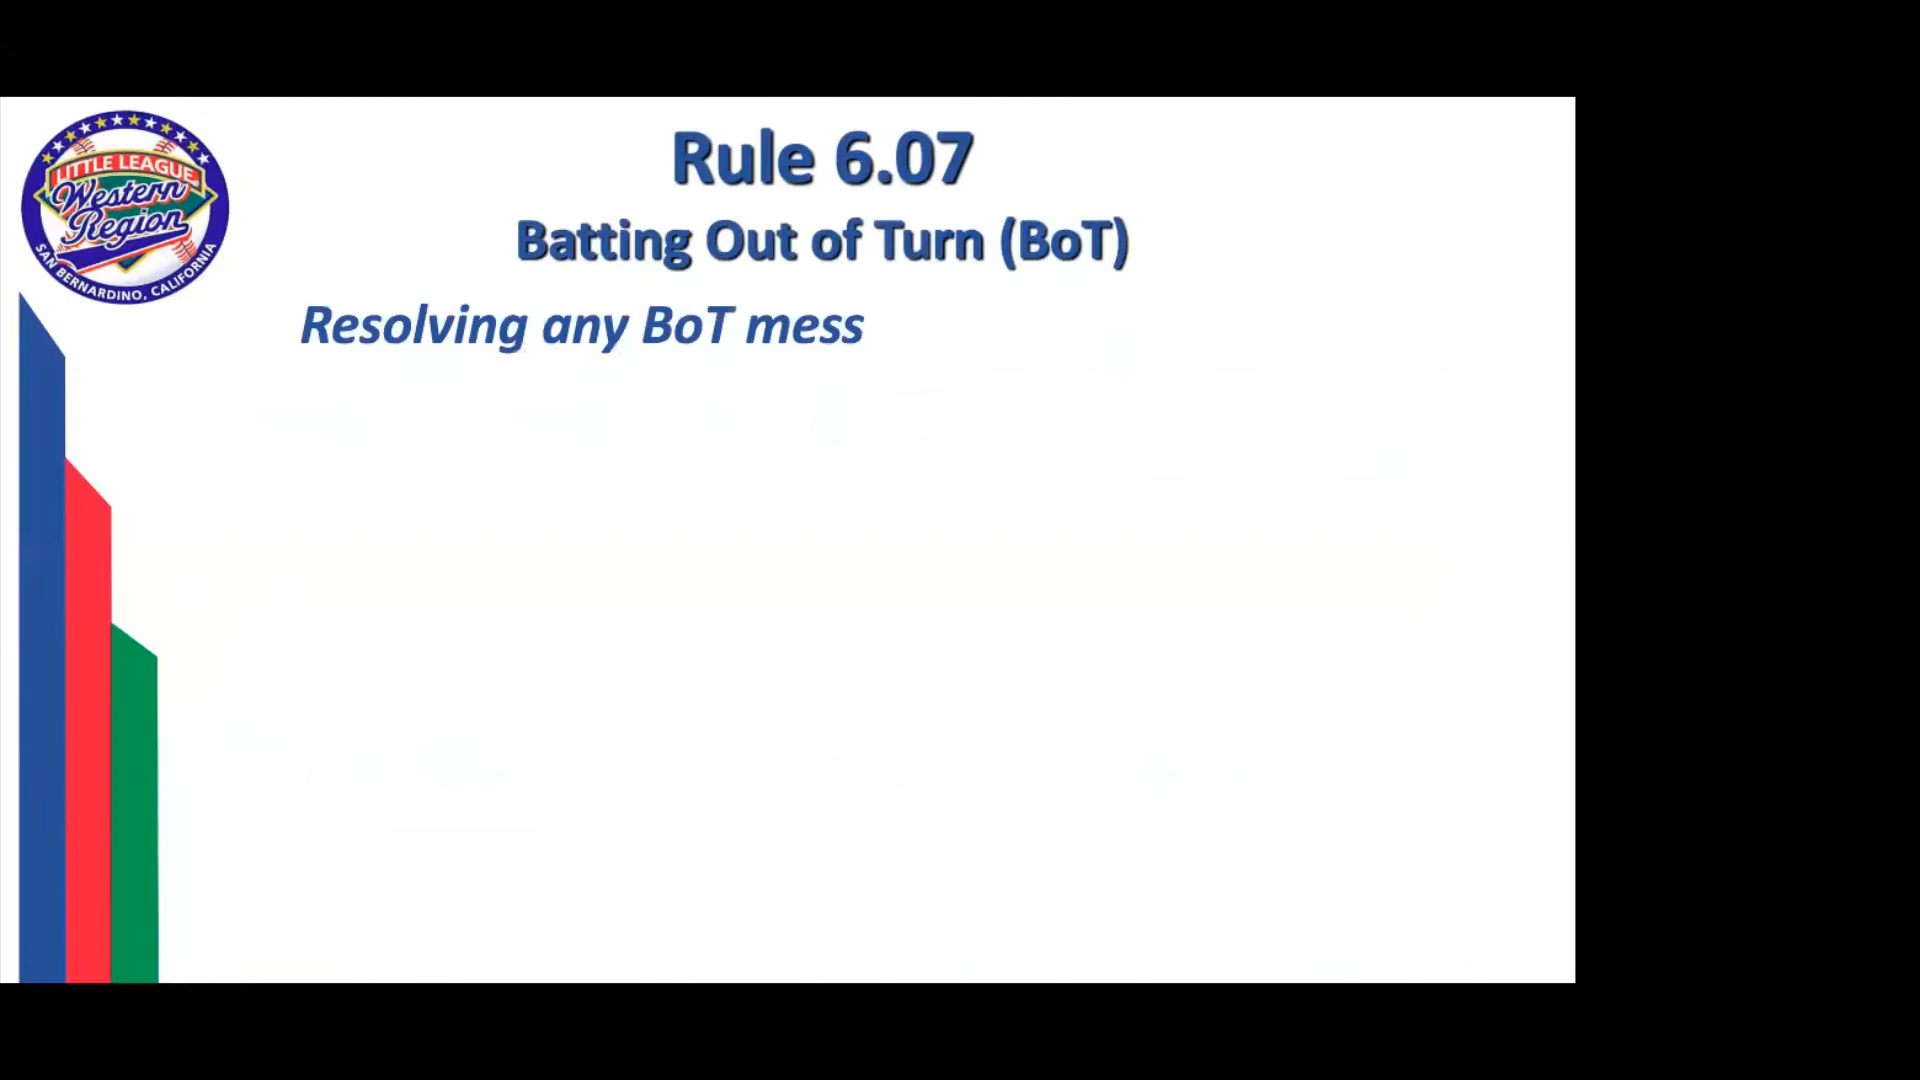 LITTLE LEAGUE
Western
Region
SAN BERNARDINO, CALIFORNIA
Rule 6.07
Batting Out of Turn (BoT)
Resolving any BoT mess